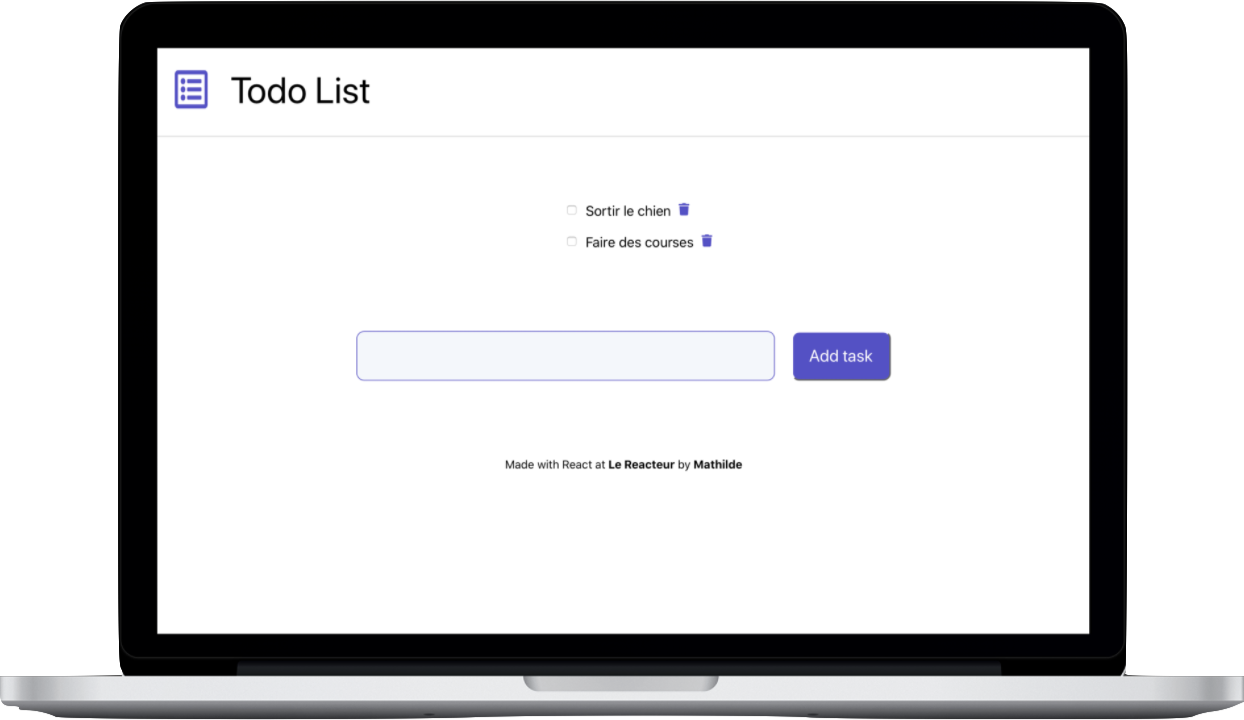 Todo List
Sortir le chien
Faire des courses
Add task
Made with React at Le Reacteur by Mathilde